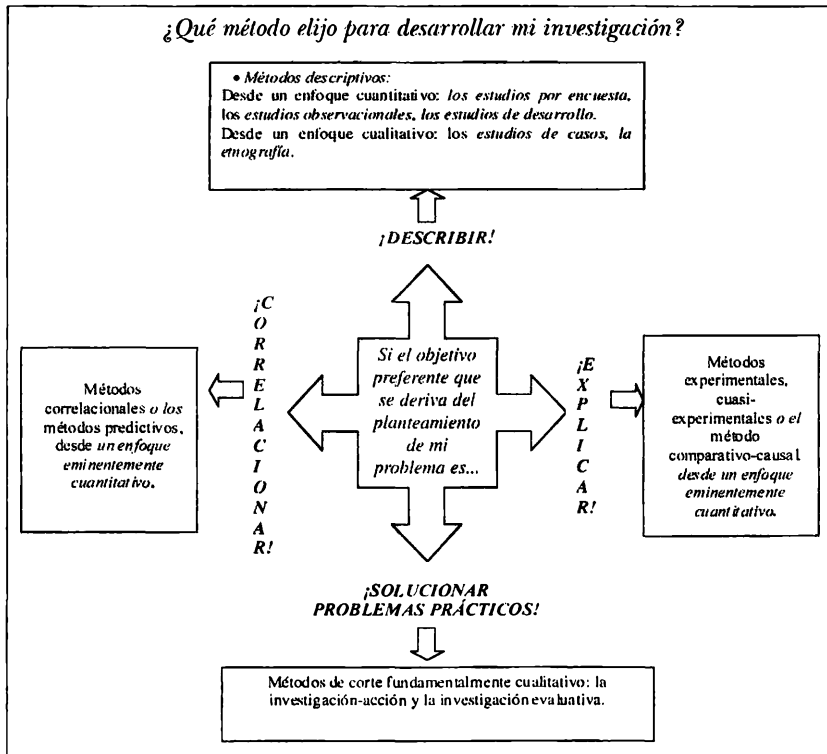 ¿Qué método elijo para desarrollar mi investigación?
• Métodos descriptivos:
Desde un enfoque cuantitativo: los estudios por encuesta,
los estudios observacionales, los estudios de desarrollo.
Desde un enfoque cualitativo: los estudios de casos, la
etnografía.
¡DESCRIBIR!
¡CORRELACIONAR!
Métodos
correlacionales o los
métodos predictivos,
desde un enfoque
eminentemente
cuantitativo.
Si el objetivo
preferente que
se deriva del
planteamiento
de mi
problema es...
¡EXPLICAR!
Métodos
experimentales,
cuasi-
experimentales o el
método
comparativo-causal,
desde un enfoque
eminentemente
cuantitativo.
¡SOLUCIONAR
PROBLEMAS PRÁCTICOS!
Métodos de corte fundamentalmente cualitativo: la
investigación-acción y la investigación evaluativa.